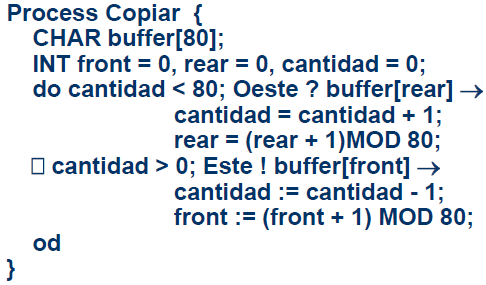 Process Copiar {
CHAR buffer[80];
INT front = 0, rear = 0, cantidad = 0;
do cantidad < 80; Oeste ? buffer[rear] →
cantidad = cantidad + 1;
rear = (rear + 1)MOD 80;
□ cantidad > 0; Este ! buffer[front] →
cantidad := cantidad - 1;
front := (front + 1) MOD 80;
od
}